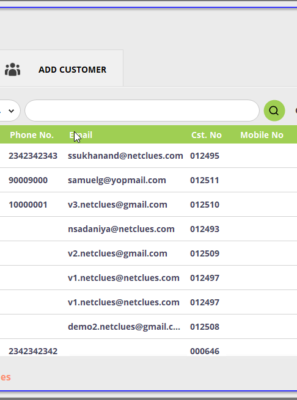 ADD CUSTOMER
Phone No. Email Cst. No Mobile No
2342342343 ssukhanand@netclues.com 012495
90009000 samuelg@yopmail.com 012511
10000001 v3.netclues@gmail.com 012510
nsadaniya@netclues.com 012493
v2.netclues@gmail.com 012509
v1.netclues@netclues.com 012497
v1.netclues@netclues.com 012497
demo2.netclues@gmail.c... 012508
2342342342 000646
es